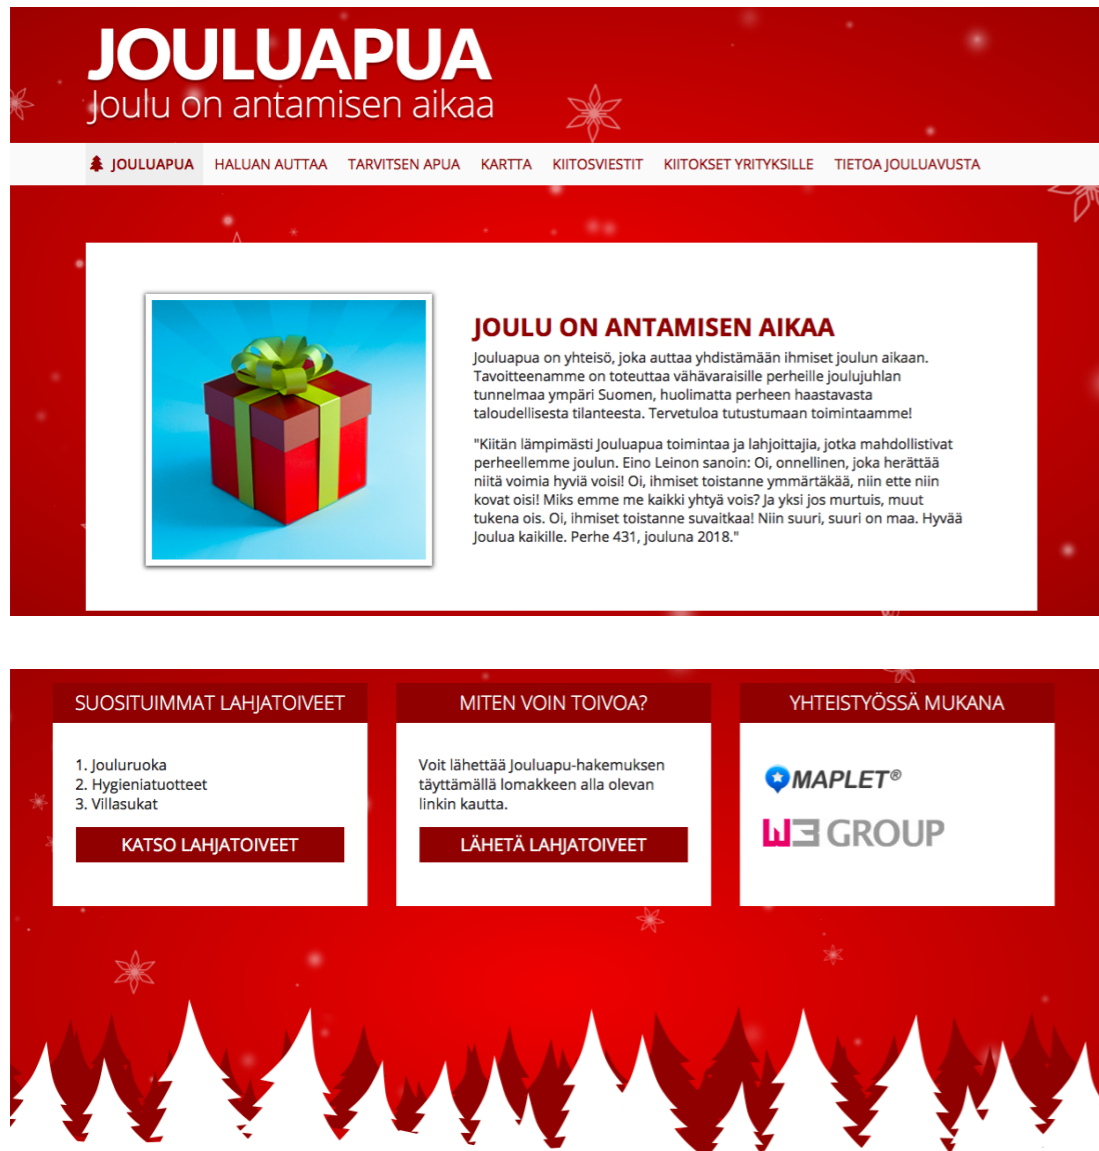 JOULUAPUA
Joulu on antamisen aikaa
JOULUAPUA HALUAN AUTTAA TARVITSEN APUA KARTTA KIITOSVIESTIT KIITOKSET YRITYKSILLE TIETOA JOULUAVUSTA
JOULU ON ANTAMISEN AIKAA
Jouluapua on yhteisö, joka auttaa yhdistämään ihmiset joulun aikaan.
Tavoitteenamme on toteuttaa vähävaraisille perheille joulujuhlan
tunnelmaa ympäri Suomen, huolimatta perheen haastavasta
taloudellisesta tilanteesta. Tervetuloa tutustumaan toimintaamme!
"Kiitän lämpimästi Jouluapua toimintaa ja lahjoittajia, jotka mahdollistivat
perheellemme joulun. Eino Leinon sanoin: Oi, onnellinen, joka herättää
niitä voimia hyviä voisi! Oi, ihmiset toistanne ymmärtäkää, niin ette niin
kovat oisi! Miks emme me kaikki yhtyä vois? Ja yksi jos murtuis, muut
tukena ois. Oi, ihmiset toistanne suvaitkaa! Niin suuri, suuri on maa. Hyvää
Joulua kaikille. Perhe 431, jouluna 2018."
SUOSITUIMMAT LAHJATOIVEET
1. Jouluruoka
2. Hygieniatuotteet
3. Villasukat
KATSO LAHJATOIVEET
MITEN VOIN TOIVOA?
Voit lähettää Jouluapu-hakemuksen
täyttämällä lomakkeen alla olevan
linkin kautta.
LÄHETÄ LAHJATOIVEET
YHTEISTYÖSSÄ MUKANA
MAPLET®
W3 GROUP